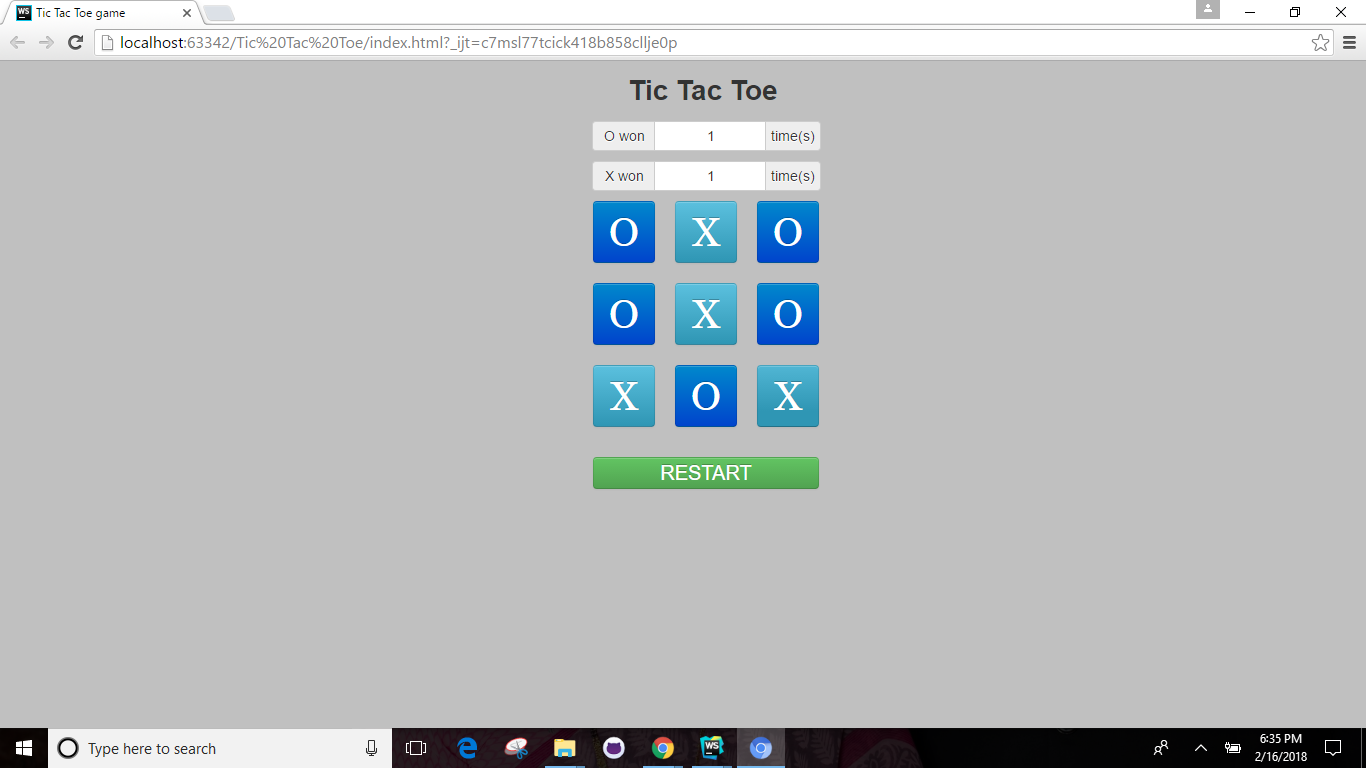 WS Tic Tac Toe game
localhost:63342/Tic%20Tac%20Toe/index.html?_ijt=c7msl77tcick418b858cllje0p
Tic Tac Toe
O won 1 time(s)
X won 1 time(s)
O X O
O X O
X O X
RESTART
Type here to search
WS
6:35 PM
2/16/2018